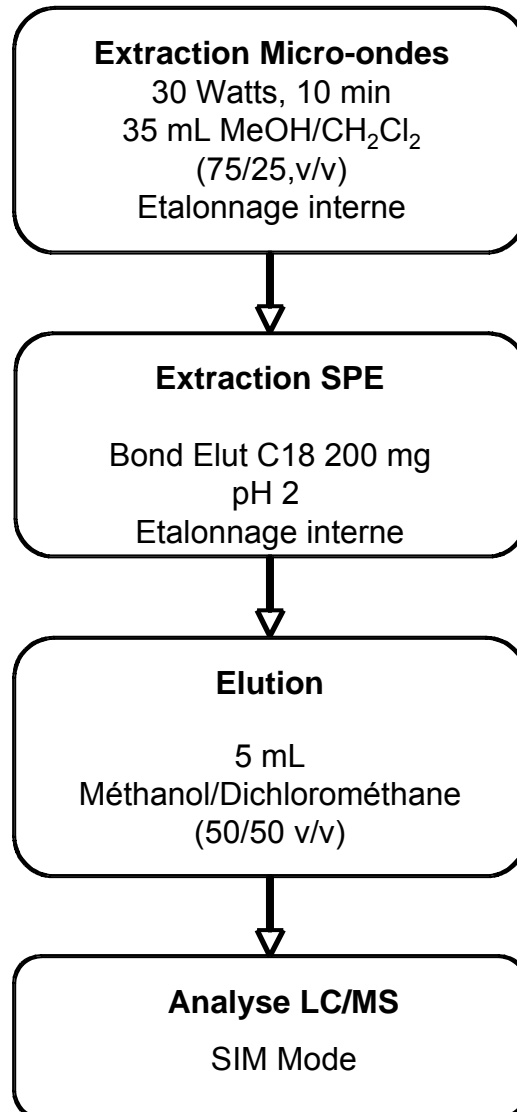 Extraction Micro-ondes
30 Watts, 10 min
35 mL MeOH/CH₂Cl₂
(75/25,v/v)
Etalonnage interne
Extraction SPE
Bond Elut C18 200 mg
pH 2
Etalonnage interne
Elution
5 mL
Méthanol/Dichlorométhane
(50/50 v/v)
Analyse LC/MS
SIM Mode